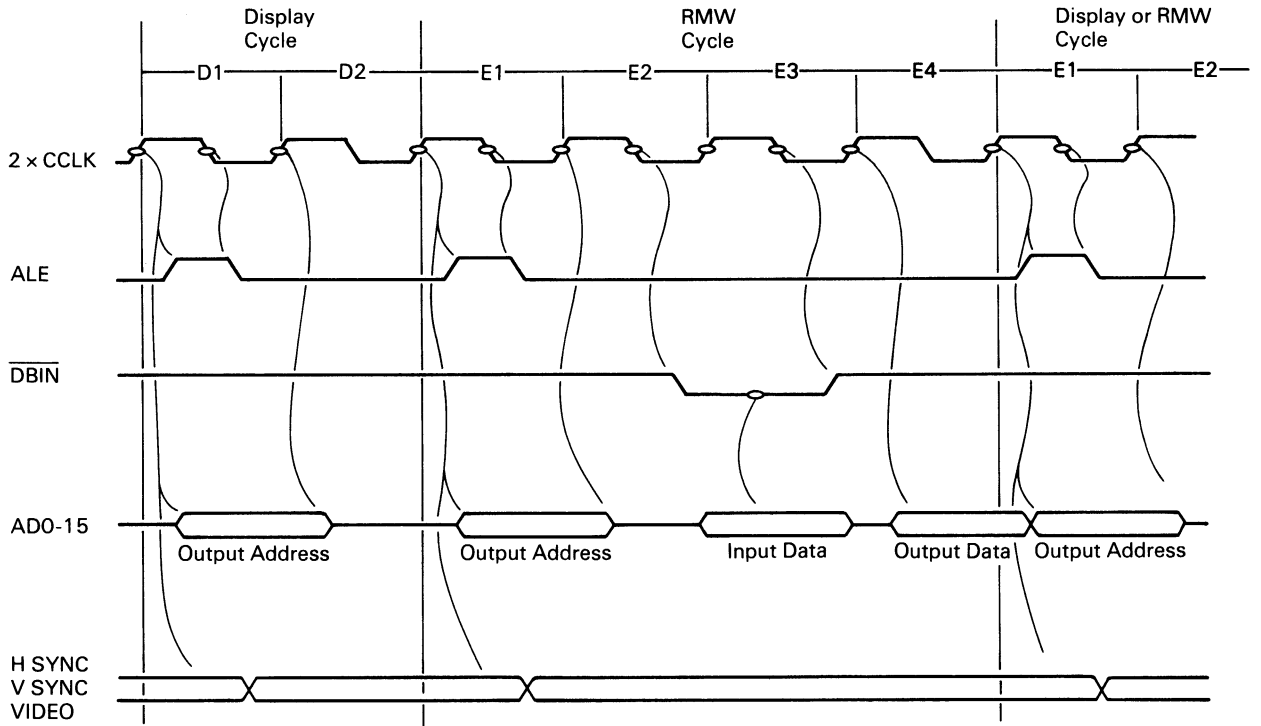 Display
Cycle
RMW
Cycle
Display or RMW
Cycle
D1 D2 E1 E2 E3 E4 E1 E2
2 × CCLK
ALE
DBIN
AD0-15
Output Address Output Address Input Data Output Data Output Address
H SYNC
V SYNC
VIDEO